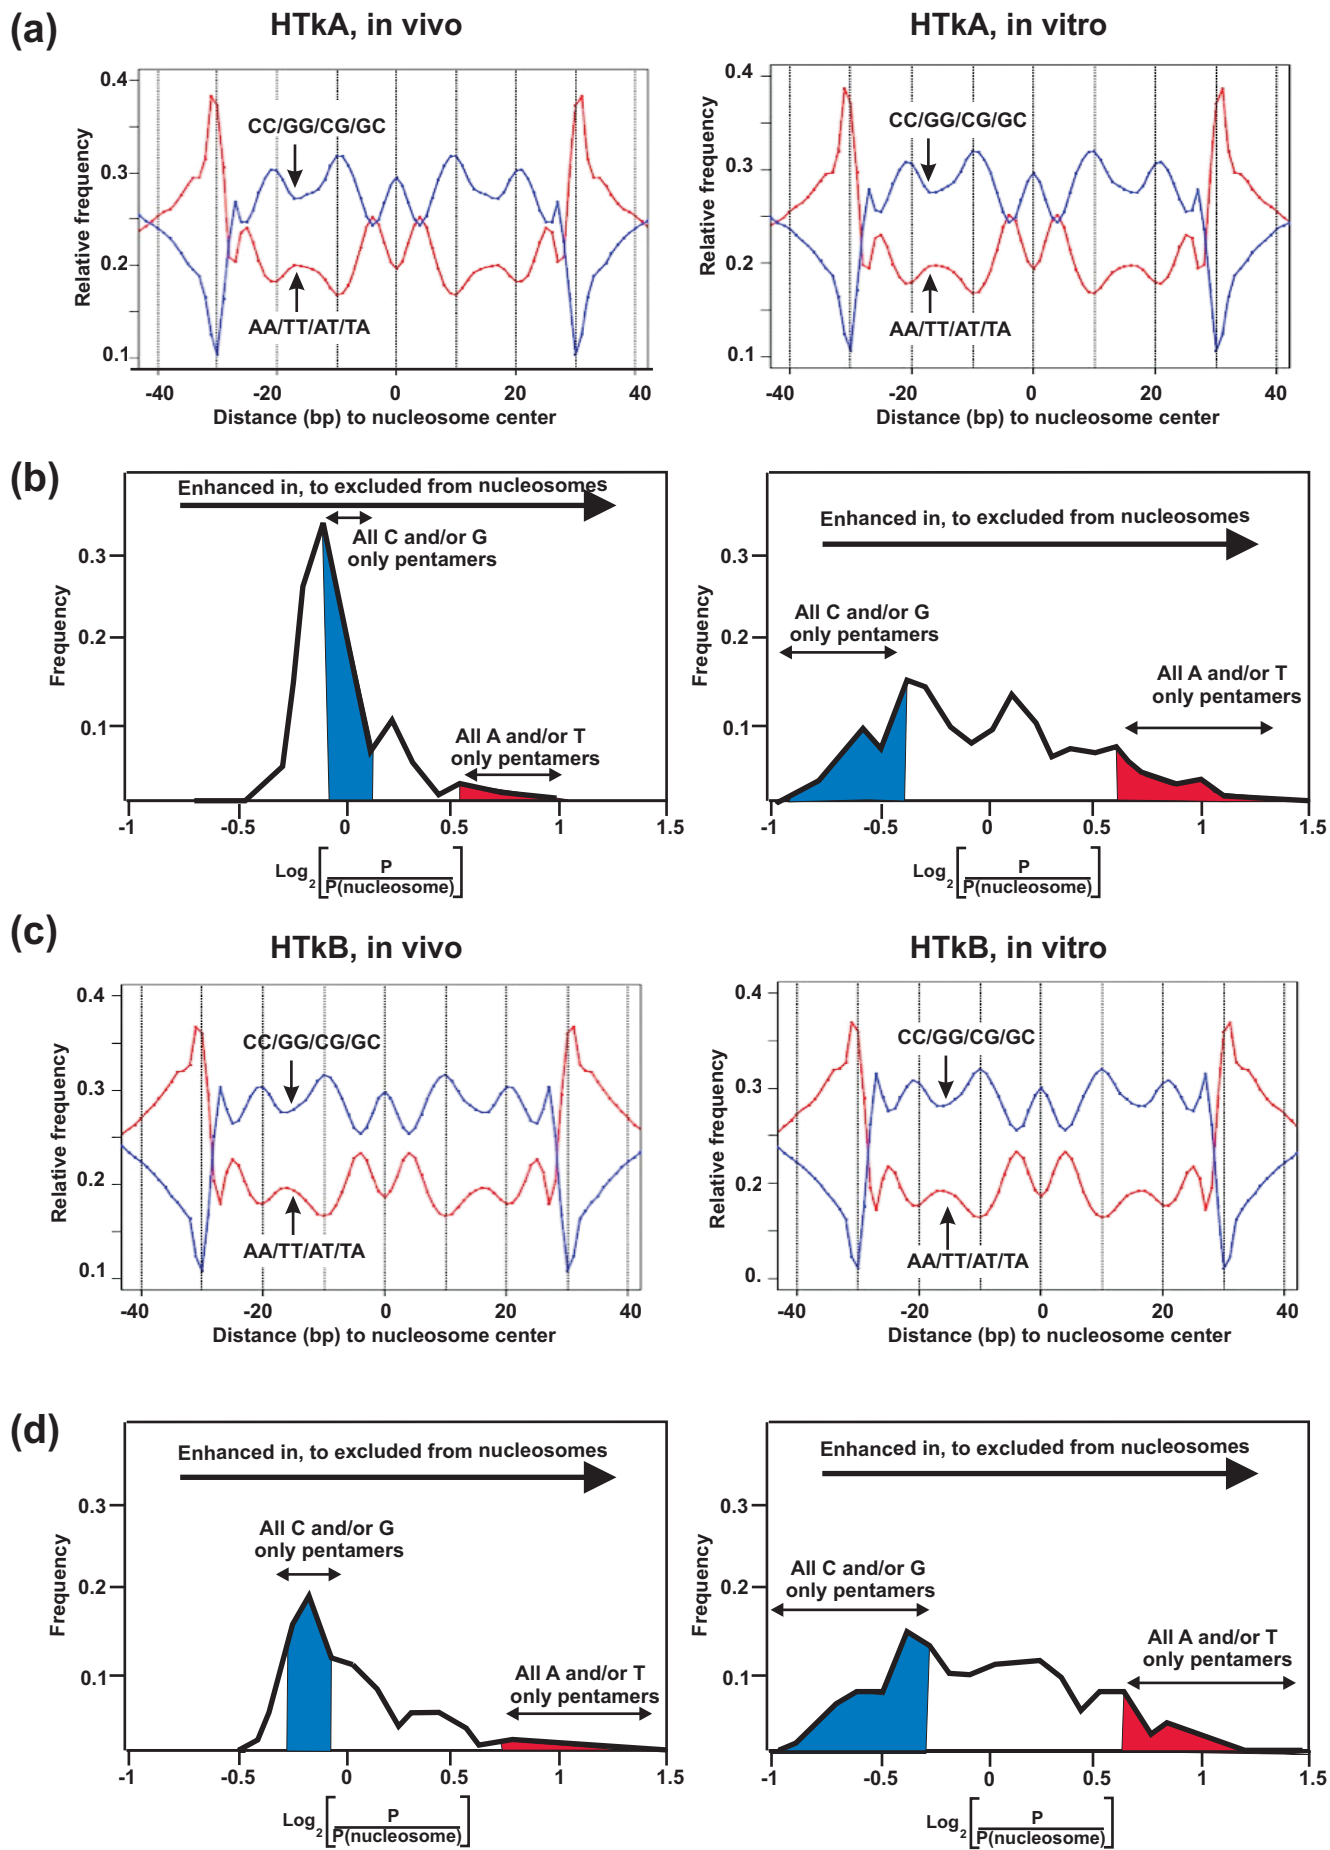 (a)
HTkA, in vivo
HTkA, in vitro
0.4
0.3
0.2
0.1
Relative frequency
CC/GG/CG/GC
AA/TT/AT/TA
-40
-20
0
20
40
Distance (bp) to nucleosome center
0.4
0.3
0.2
0.1
Relative frequency
CC/GG/CG/GC
AA/TT/AT/TA
-40
-20
0
20
40
Distance (bp) to nucleosome center
(b)
Enhanced in, to excluded from nucleosomes
All C and/or G
only pentamers
All A and/or T
only pentamers
0.3
0.2
0.1
Frequency
-1
-0.5
0
0.5
1
1.5
Log2[P
P(nucleosome)]
Enhanced in, to excluded from nucleosomes
All C and/or G
only pentamers
All A and/or T
only pentamers
0.3
0.2
0.1
Frequency
-1
-0.5
0
0.5
1
1.5
Log2[P
P(nucleosome)]
(c)
HTkB, in vivo
HTkB, in vitro
0.4
0.3
0.2
0.1
Relative frequency
CC/GG/CG/GC
AA/TT/AT/TA
-40
-20
0
20
40
Distance (bp) to nucleosome center
0.4
0.3
0.2
0.
Relative frequency
CC/GG/CG/GC
AA/TT/AT/TA
-40
-20
0
20
40
Distance (bp) to nucleosome center
(d)
Enhanced in, to excluded from nucleosomes
All C and/or G
only pentamers
All A and/or T
only pentamers
0.3
0.2
0.1
Frequency
-1
-0.5
0
0.5
1
1.5
Log2[P
P(nucleosome)]
Enhanced in, to excluded from nucleosomes
All C and/or G
only pentamers
All A and/or T
only pentamers
0.3
0.2
0.1
Frequency
-1
-0.5
0
0.5
1
1.5
Log2[P
P(nucleosome)]